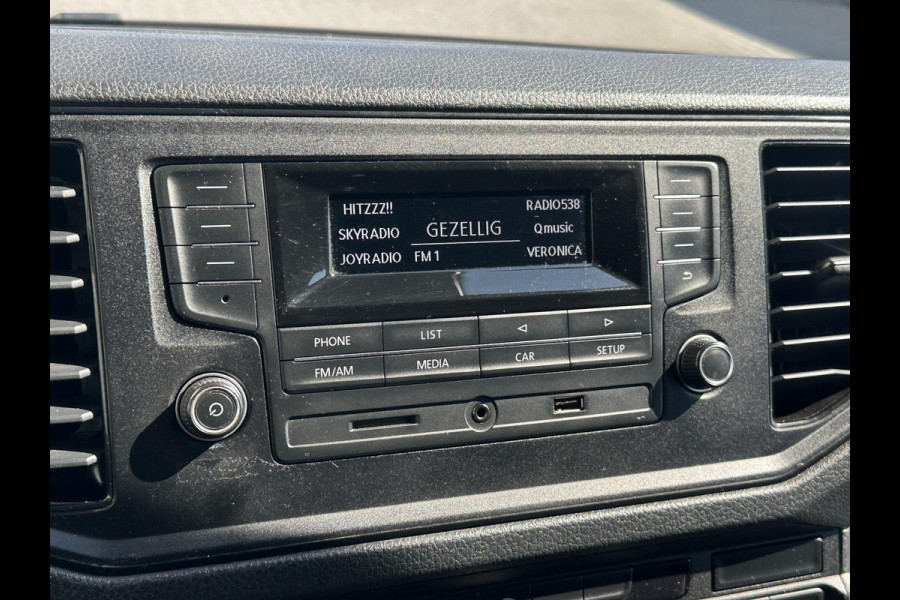 HITZZZ!! RADIO538
SKYRADIO GEZELLIG Qmusic
JOYRADIO FM1 VERONICA
PHONE LIST
FM/AM MEDIA CAR SETUP